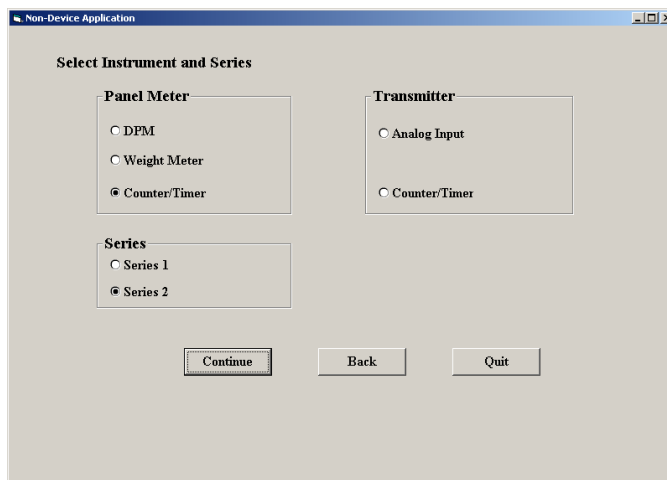 Non-Device Application
Select Instrument and Series
Panel Meter
DPM
Weight Meter
Counter/Timer
Transmitter
Analog Input
Counter/Timer
Series
Series 1
Series 2
Continue
Back
Quit